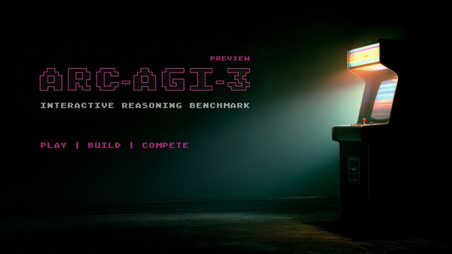 PREVIEW
ARC-AGI-3
INTERACTIVE REASONING BENCHMARK
PLAY | BUILD | COMPETE